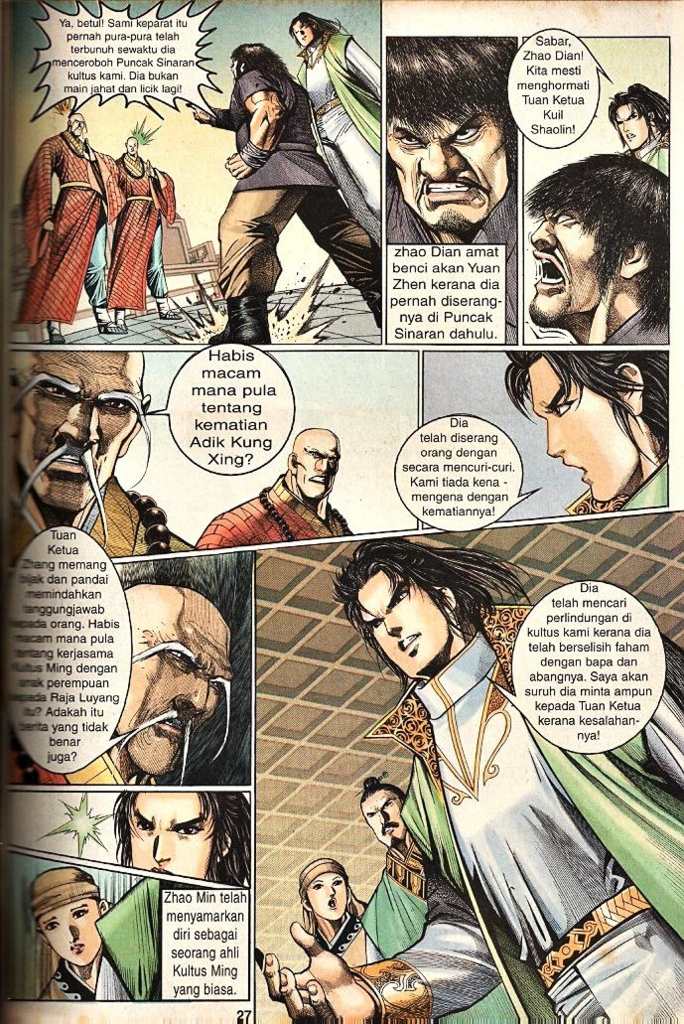 Ya, betul! Sami keparat itu
pernah pura-pura telah
terbunuh sewaktu dia
menceroboh Puncak Sinaran
kultus kami. Dia bukan
main jahat dan licik lagi!
Sabar,
Zhao Dian!
Kita mesti
menghormati
Tuan Ketua
Kuil
Shaolin!
zhao Dian amat
benci akan Yuan
Zhen kerana dia
pernah diserang-
nya di Puncak
Sinaran dahulu.
Habis
macam
mana pula
tentang
kematian
Adik Kung
Xing?
Dia
telah diserang
orang dengan
secara mencuri-curi.
Kami tiada kena -
mengena dengan
kematiannya!
Tuan
Ketua
Zhang memang
bijak dan pandai
memindahkan
tanggungjawab
kepada orang. Habis
macam mana pula
tentang kerjasama
Kultus Ming dengan
anak perempuan
kepada Raja Luyang
itu? Adakah itu
berita yang tidak
benar
juga?
Dia
telah mencari
perlindungan di
kultus kami kerana dia
telah berselisih faham
dengan bapa dan
abangnya. Saya akan
suruh dia minta ampun
kepada Tuan Ketua
kerana kesalahan-
nya!
Zhao Min telah
menyamarkan
diri sebagai
seorang ahli
Kultus Ming
yang biasa.
27